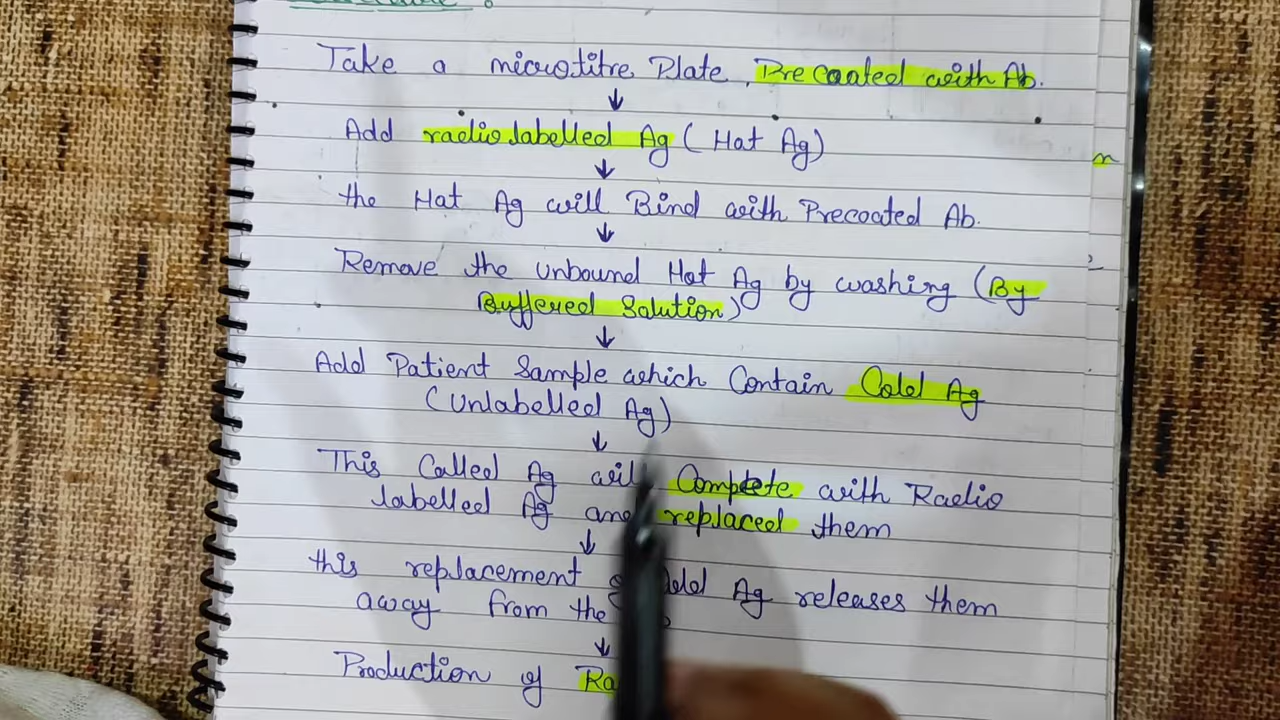 Take a microtitre Plate, Precoated with Ab.
↓
Add radiolabelled Ag (Hot Ag)
↓
the Hot Ag will Bind with Precoated Ab.
↓
Remove the unbound Hot Ag by washing (By
Buffered Solution)
↓
Add Patient Sample which Contain Cold Ag
(Unlabelled Ag)
↓
This Called Ag will Compete with Radio
labelled Ag and replaced them
↓
this replacement Ag releases them
away from the
↓
Production of